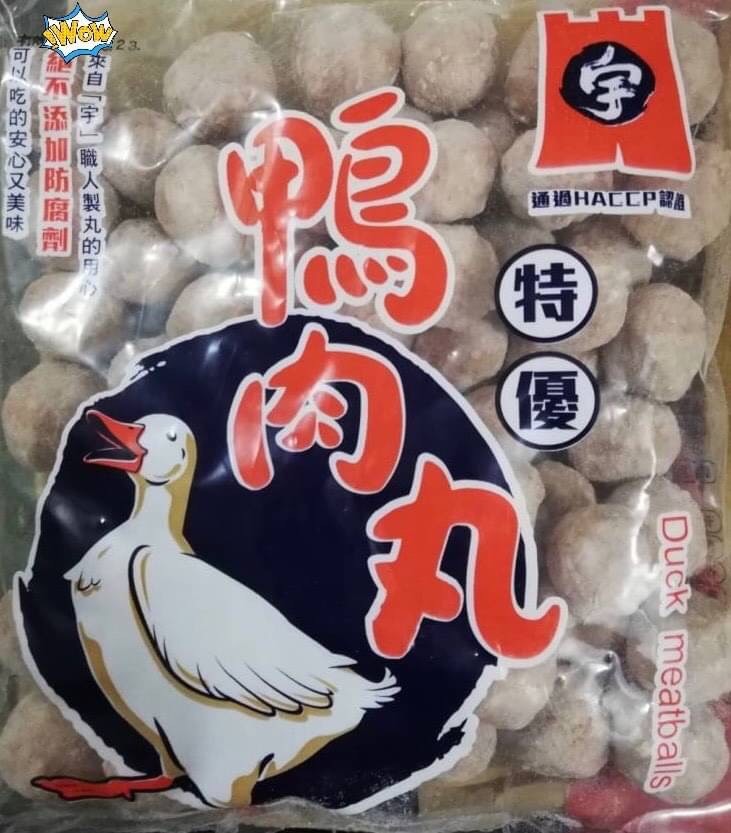 WOW
23.
來自「宇」職人製丸的用心
絕不添加防腐劑
可以吃的安心又美味
宇
通過HACCP認證
鴨肉丸
特優
Duck meatballs